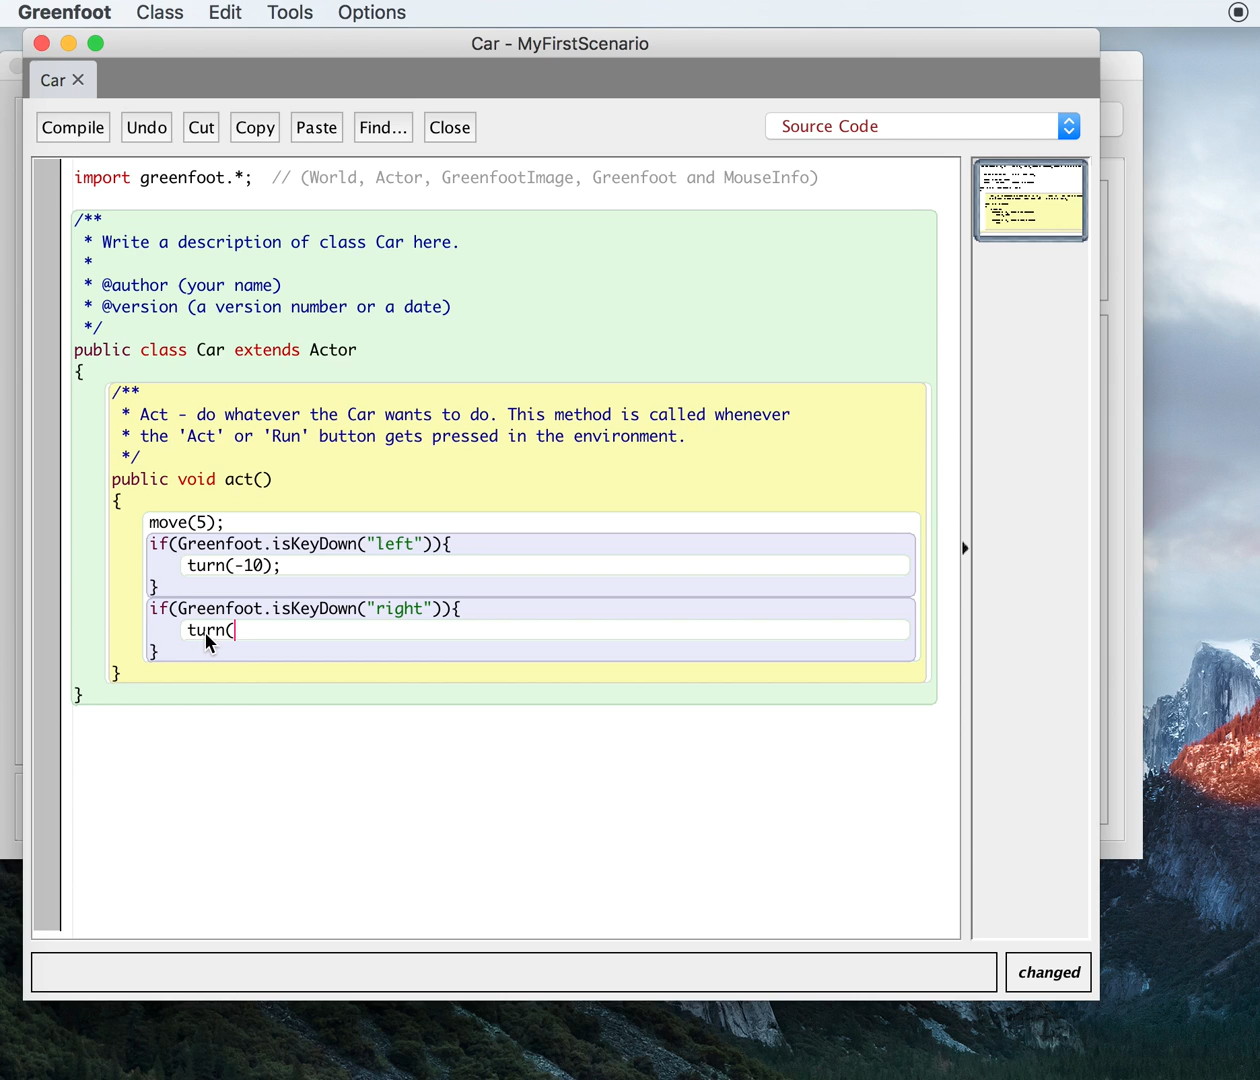 Greenfoot Class Edit Tools Options
Car - MyFirstScenario
Car ✕
Compile Undo Cut Copy Paste Find... Close Source Code
import greenfoot.*;  // (World, Actor, GreenfootImage, Greenfoot and MouseInfo)
/**
 * Write a description of class Car here.
 *
 * @author (your name)
 * @version (a version number or a date)
 */
public class Car extends Actor
{
    /**
     * Act - do whatever the Car wants to do. This method is called whenever
     * the 'Act' or 'Run' button gets pressed in the environment.
     */
    public void act()
    {
        move(5);
        if(Greenfoot.isKeyDown("left")){
            turn(-10);
        }
        if(Greenfoot.isKeyDown("right")){
            turn(
        }
    }
}
changed